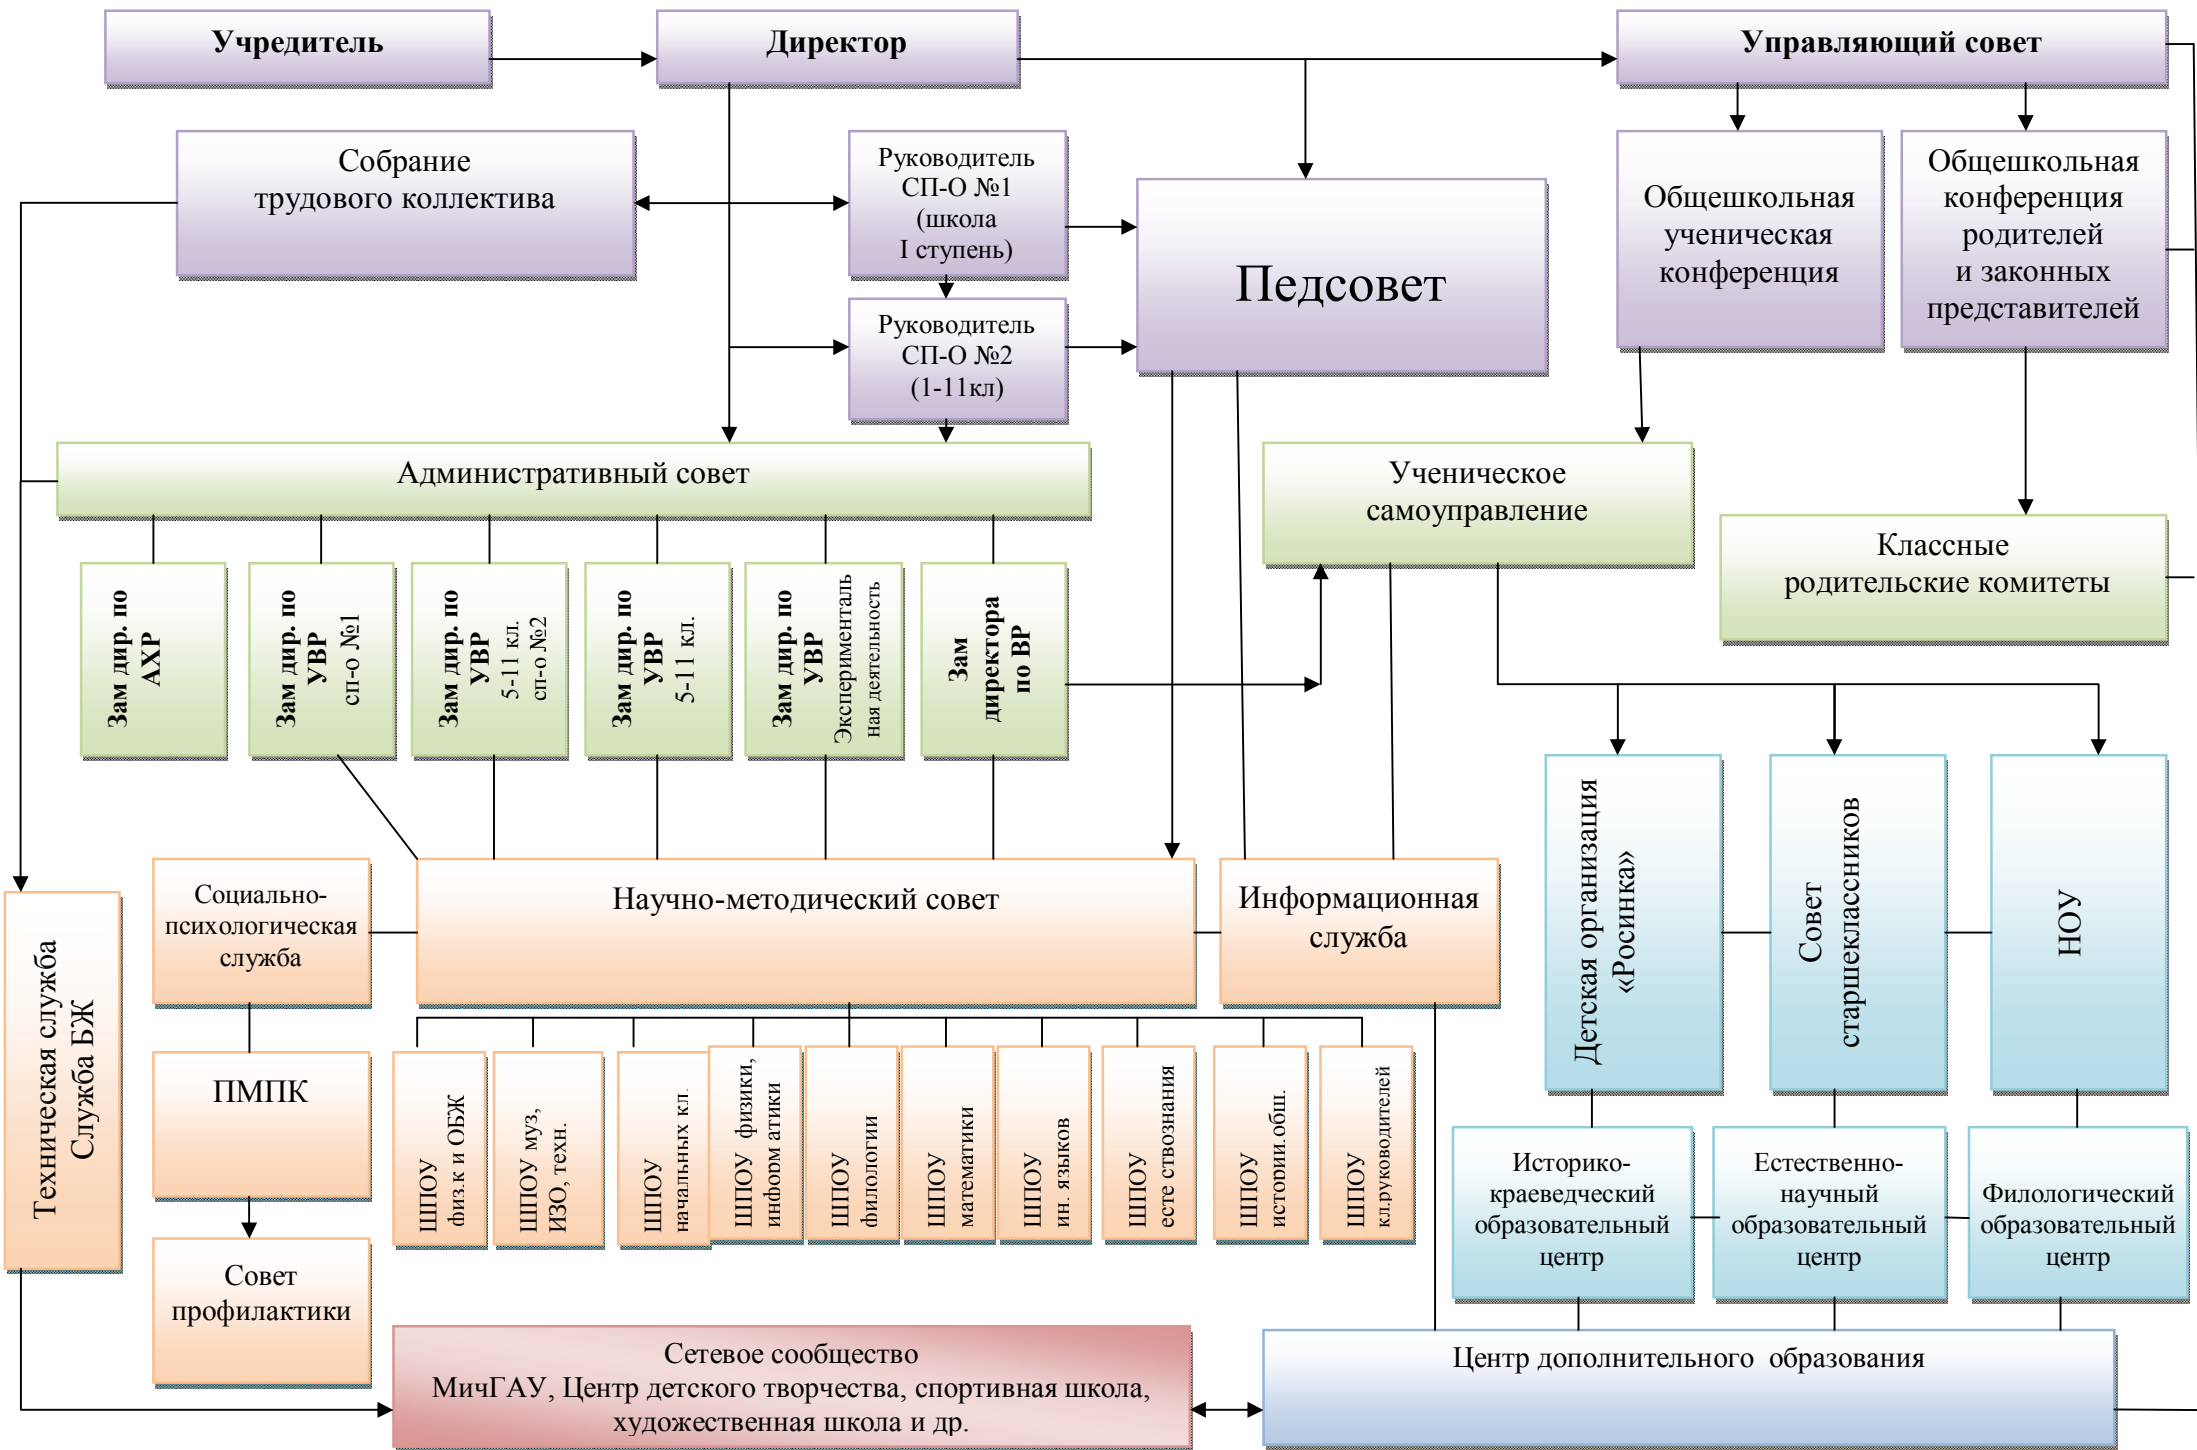 Учредитель
Директор
Управляющий совет
Собрание
трудового коллектива
Руководитель
СП-О №1
(школа
I ступень)
Педсовет
Общешкольная
ученическая
конференция
Общешкольная
конференция
родителей
и законных
представителей
Руководитель
СП-О №2
(1-11кл)
Административный совет
Ученическое
самоуправление
Классные
родительские комитеты
Зам дир. по
АХР
Зам дир. по
УВР
сп-о №1
Зам дир. по
УВР
5-11 кл.
сп-о №2
Зам дир. по
УВР
5-11 кл.
Зам дир. по
УВР
Эксперименталь
ная деятельность
Зам
директора
по ВР
Детская организация
«Росинка»
Совет
старшеклассников
НОУ
Техническая служба
Служба БЖ
Социально-
психологическая
служба
Научно-методический совет
Информационная
служба
ПМПК
Совет
профилактики
ШПОУ
физ.к и ОБЖ
ШПОУ муз,
ИЗО, техн.
ШПОУ
начальных кл.
ШПОУ физики,
информ атики
ШПОУ
филологии
ШПОУ
математики
ШПОУ
ин. языков
ШПОУ
есте ствознания
ШПОУ
истории.общ.
ШПОУ
кл.руководителей
Историко-
краеведческий
образовательный
центр
Естественно-
научный
образовательный
центр
Филологический
образовательный
центр
Сетевое сообщество
МичГАУ, Центр детского творчества, спортивная школа,
художественная школа и др.
Центр дополнительного образования